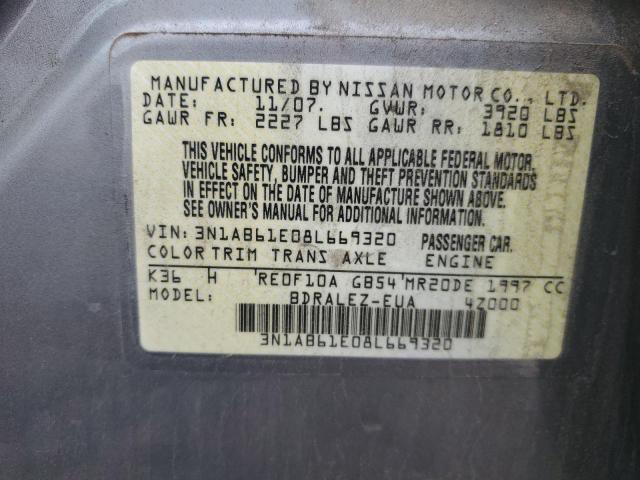 MANUFACTURED BY NISSAN MOTOR CO., LTD.
DATE: 11/07. GVWR: 3920 LBS
GAWR FR: 2227 LBS GAWR RR: 1810 LBS
THIS VEHICLE CONFORMS TO ALL APPLICABLE FEDERAL MOTOR
VEHICLE SAFETY, BUMPER AND THEFT PREVENTION STANDARDS
IN EFFECT ON THE DATE OF MANUFACTURE SHOWN ABOVE.
SEE OWNER'S MANUAL FOR ADDITIONAL INFORMATION.
VIN: 3N1AB61E08L669320 PASSENGER CAR.
COLOR TRIM TRANS AXLE ENGINE
K36 H RE0F10A GB54 MR20DE 1997 CC
MODEL: BDRALEZ-EUA 4Z000
3N1AB61E08L669320